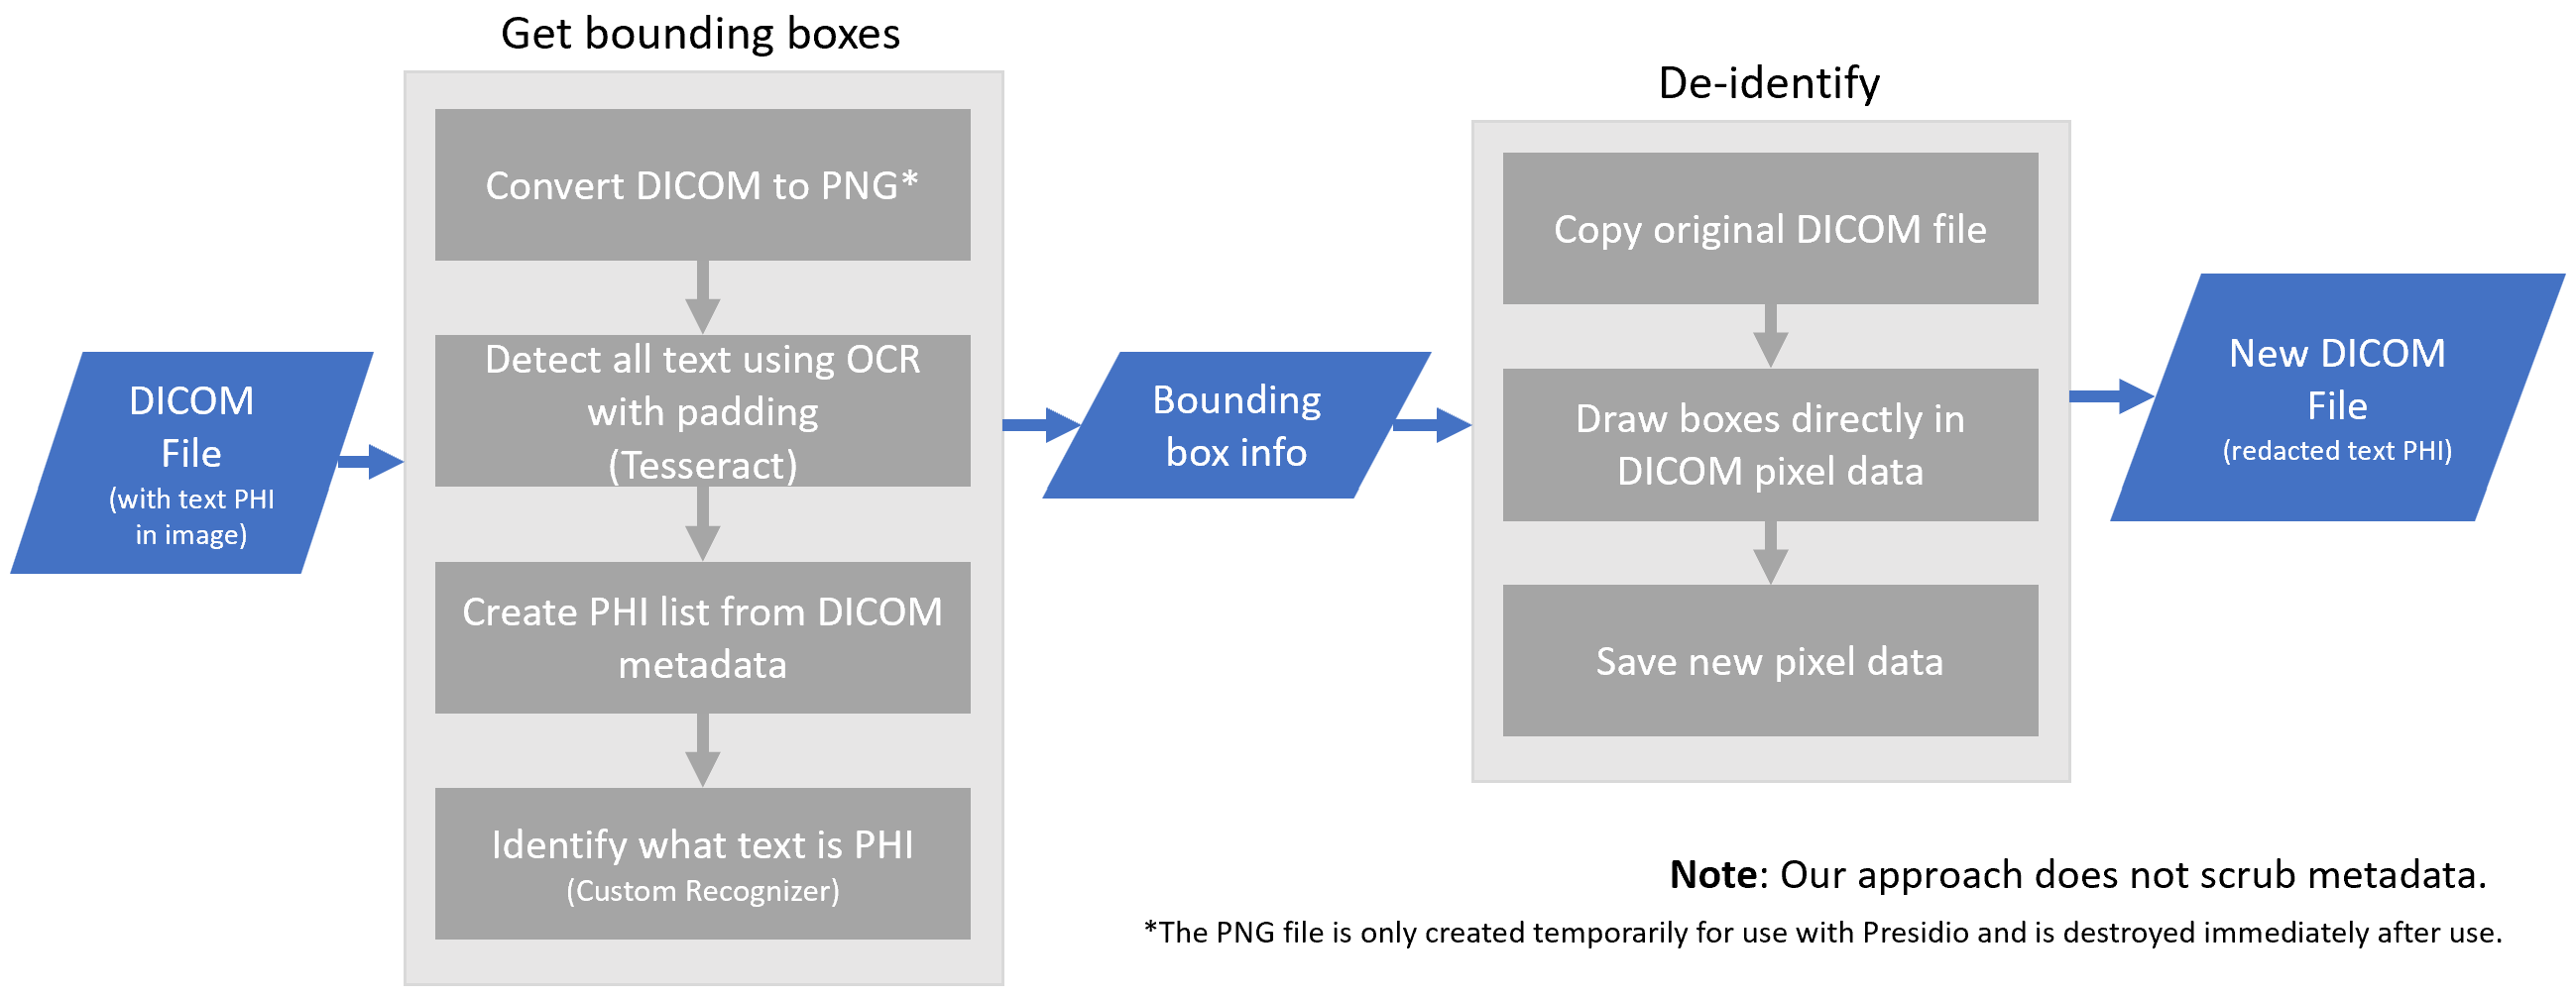 Get bounding boxes
De-identify
DICOM
File
(with text PHI
in image)
Convert DICOM to PNG*
Detect all text using OCR
with padding
(Tesseract)
Create PHI list from DICOM
metadata
Identify what text is PHI
(Custom Recognizer)
Bounding
box info
Copy original DICOM file
Draw boxes directly in
DICOM pixel data
Save new pixel data
New DICOM
File
(redacted text PHI)
Note: Our approach does not scrub metadata.
*The PNG file is only created temporarily for use with Presidio and is destroyed immediately after use.